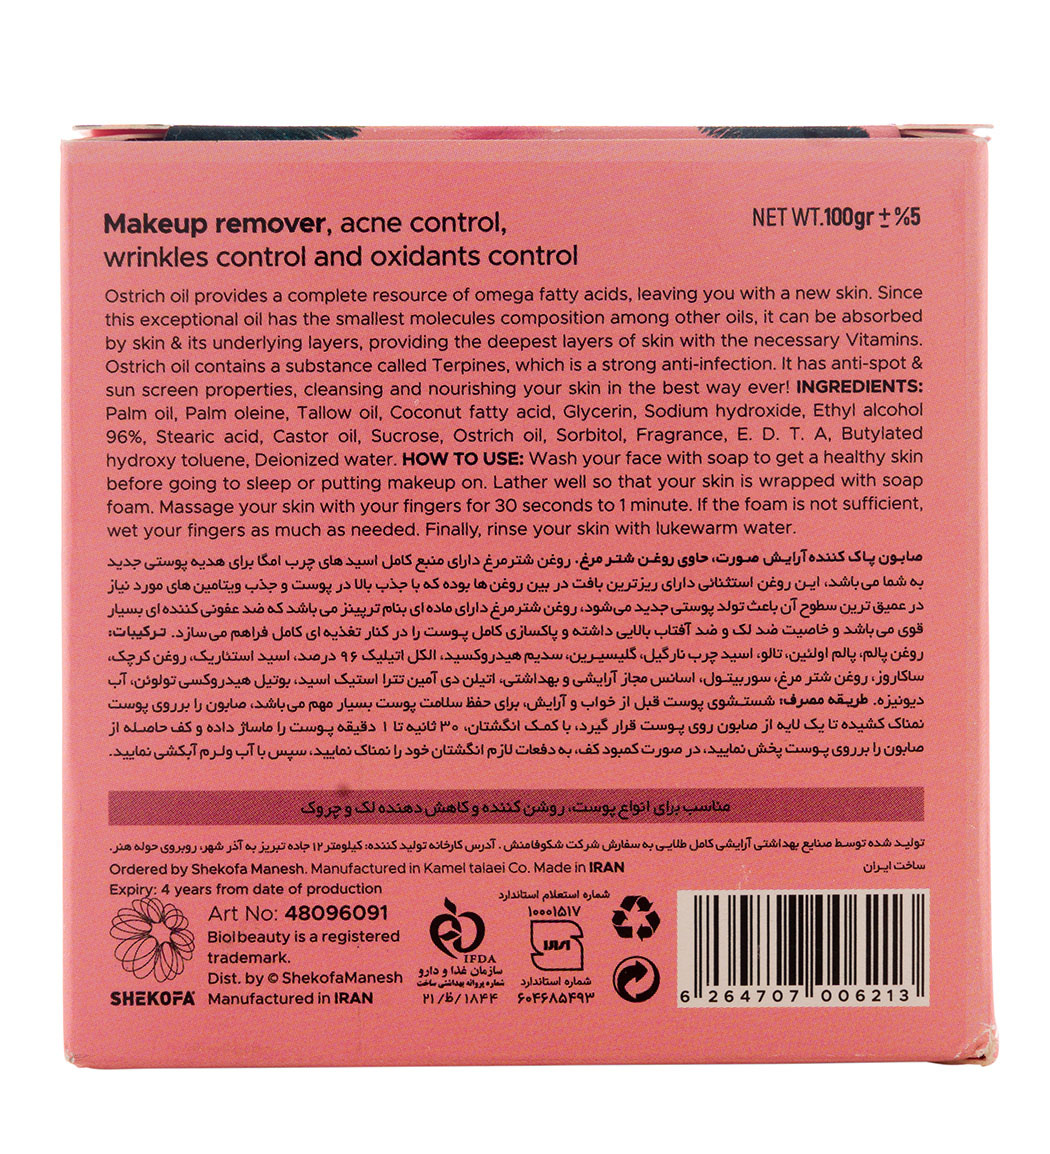 Makeup remover, acne control,
wrinkles control and oxidants control
NET WT.100gr ± %5
Ostrich oil provides a complete resource of omega fatty acids, leaving you with a new skin. Since
this exceptional oil has the smallest molecules composition among other oils, it can be absorbed
by skin & its underlying layers, providing the deepest layers of skin with the necessary Vitamins.
Ostrich oil contains a substance called Terpines, which is a strong anti-infection. It has anti-spot &
sun screen properties, cleansing and nourishing your skin in the best way ever! INGREDIENTS:
Palm oil, Palm oleine, Tallow oil, Coconut fatty acid, Glycerin, Sodium hydroxide, Ethyl alcohol
96%, Stearic acid, Castor oil, Sucrose, Ostrich oil, Sorbitol, Fragrance, E. D. T. A, Butylated
hydroxy toluene, Deionized water. HOW TO USE: Wash your face with soap to get a healthy skin
before going to sleep or putting makeup on. Lather well so that your skin is wrapped with soap
foam. Massage your skin with your fingers for 30 seconds to 1 minute. If the foam is not sufficient,
wet your fingers as much as needed. Finally, rinse your skin with lukewarm water.
صابون پاک کننده آرایش صورت، حاوی روغن شتر مرغ. روغن شترمرغ دارای منبع کامل اسید های چرب امگا برای هدیه پوستی جدید
به شما می باشد، این روغن استثنائی دارای ریزترین بافت در بین روغن ها بوده که با جذب بالا در پوست و جذب ویتامین های مورد نیاز
در عمیق ترین سطوح آن باعث تولد پوستی جدید می‌شود، روغن شترمرغ دارای ماده ای بنام ترپینز می باشد که ضد عفونی کننده ای بسیار
قوی می باشد و خاصیت ضد لک و ضد آفتاب بالایی داشته و پاکسازی کامل پوست را در کنار تغذیه ای کامل فراهم می سازد. ترکیبات:
روغن پالم، پالم اولئین، تالو، اسید چرب نارگیل، گلیسیرین، سدیم هیدروکسید، الکل اتیلیک ۹۶ درصد، اسید استئاریک، روغن کرچک،
ساکاروز، روغن شتر مرغ، سوربیتول، اسانس مجاز آرایشی و بهداشتی، اتیلن دی آمین تترا استیک اسید، بوتیل هیدروکسی تولوئن، آب
دیونیزه. طریقه مصرف: شستشوی پوست قبل از خواب و آرایش، برای حفظ سلامت پوست بسیار مهم می‌باشد، صابون را برروی پوست
نمناک کشیده تا یک لایه از صابون روی پوست قرار گیرد، با کمک انگشتان، ۳۰ ثانیه تا ۱ دقیقه پوست را ماساژ داده و کف حاصله از
صابون را برروی پوست پخش نمایید، در صورت کمبود کف، به دفعات لازم انگشتان خود را نمناک نمایید، سپس با آب ولرم آبکشی نمایید.
مناسب برای انواع پوست، روشن کننده و کاهش دهنده لک و چروک
تولید شده توسط صنایع بهداشتی آرایشی کامل طلایی به سفارش شرکت شکوفامنش . آدرس کارخانه تولید کننده: کیلومتر ۱۲ جاده تبریز به آذر شهر، روبروی حوله هنر.
ساخت ایران
Ordered by Shekofa Manesh. Manufactured in Kamel talaei Co. Made in IRAN
Expiry: 4 years from date of production
Art No: 48096091
Biol beauty is a registered
trademark.
Dist. by © ShekofaManesh
Manufactured in IRAN
SHEKOFA
IFDA
سازمان غذا و دارو
شماره پروانه بهداشتی ساخت
۲۱/ظ/۱۸۴۴
شماره استعلام استاندارد
۱۰۰۰۱۵۱۷
شماره استاندارد
۶۰۴۶۸۵۴۹۳
6 264707 006213